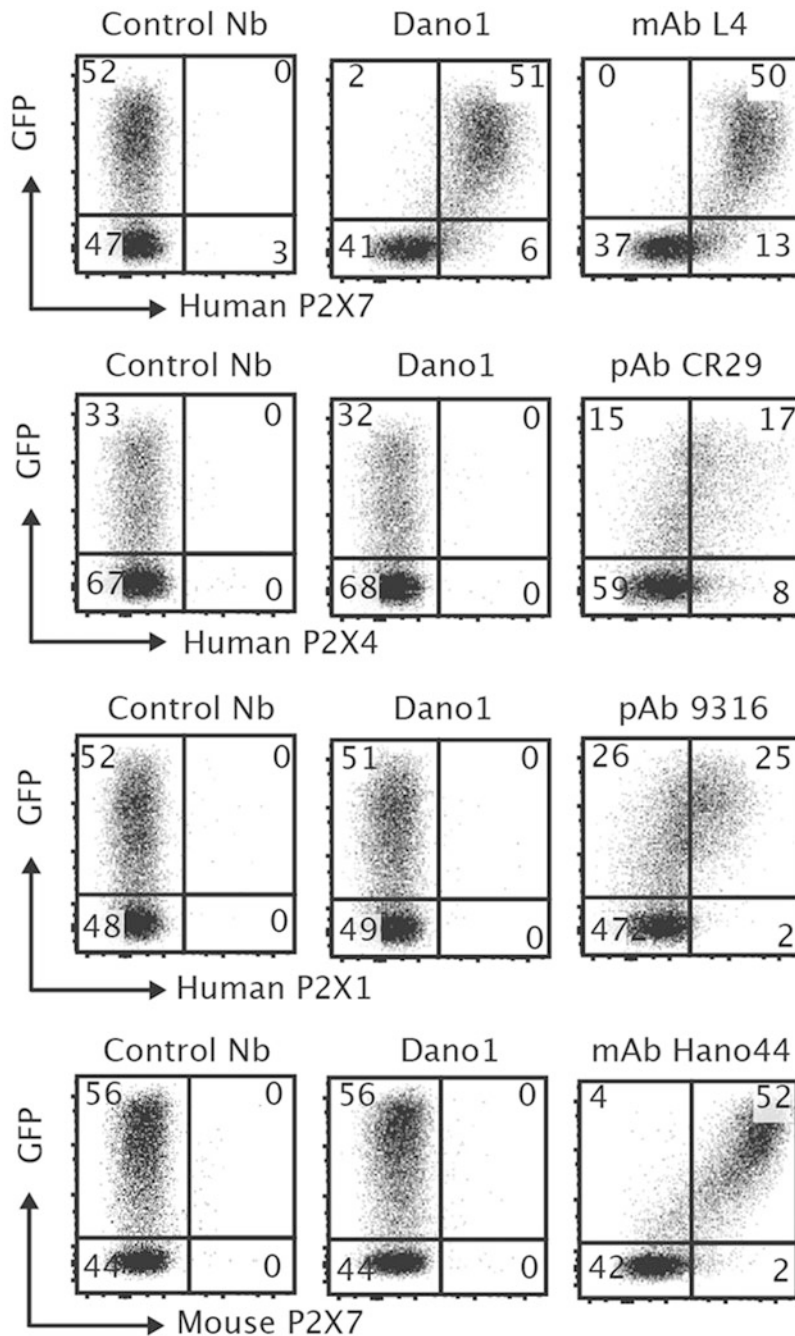 Control Nb Dano1 mAb L4
GFP
52 0 2 51 0 50
47 3 41 6 37 13
Human P2X7
Control Nb Dano1 pAb CR29
GFP
33 0 32 0 15 17
67 0 68 0 59 8
Human P2X4
Control Nb Dano1 pAb 9316
GFP
52 0 51 0 26 25
48 0 49 0 47 2
Human P2X1
Control Nb Dano1 mAb Hano44
GFP
56 0 56 0 4 52
44 0 44 0 42 2
Mouse P2X7